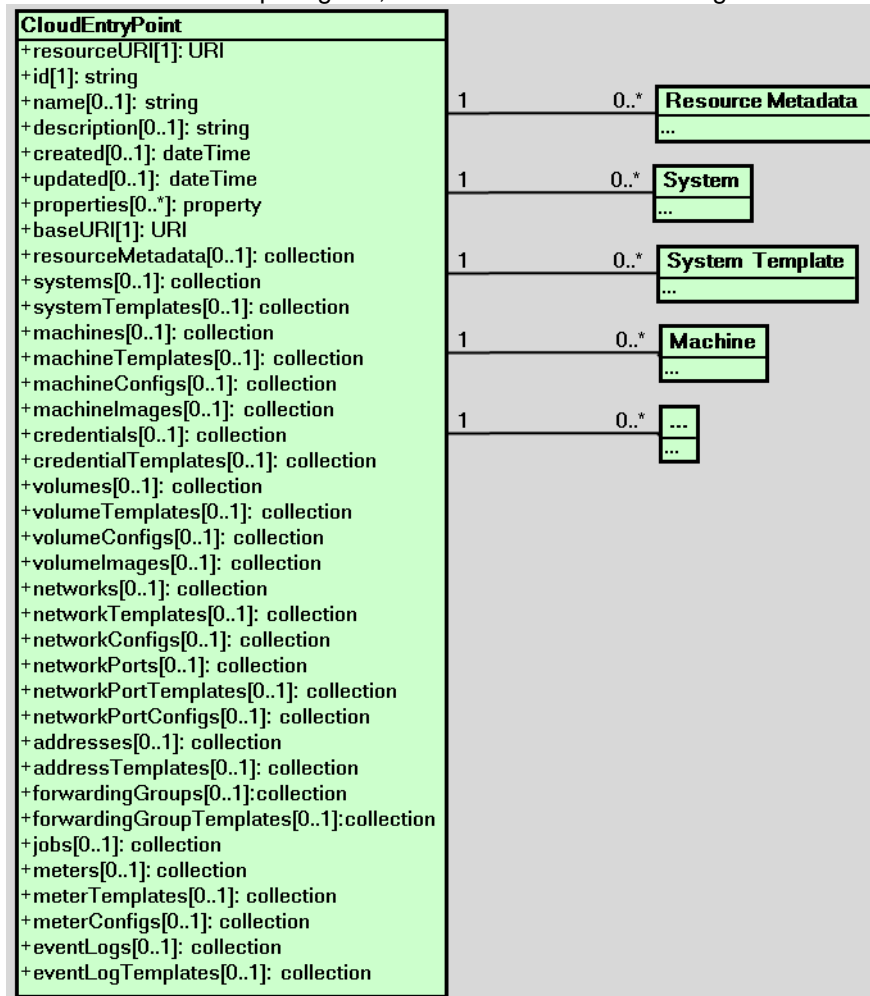 CloudEntryPoint
+resourceURI[1]: URI
+id[1]: string
+name[0..1]: string
+description[0..1]: string
+created[0..1]: dateTime
+updated[0..1]: dateTime
+properties[0..*]: property
+baseURI[1]: URI
+resourceMetadata[0..1]: collection
+systems[0..1]: collection
+systemTemplates[0..1]: collection
+machines[0..1]: collection
+machineTemplates[0..1]: collection
+machineConfigs[0..1]: collection
+machineImages[0..1]: collection
+credentials[0..1]: collection
+credentialTemplates[0..1]: collection
+volumes[0..1]: collection
+volumeTemplates[0..1]: collection
+volumeConfigs[0..1]: collection
+volumeImages[0..1]: collection
+networks[0..1]: collection
+networkTemplates[0..1]: collection
+networkConfigs[0..1]: collection
+networkPorts[0..1]: collection
+networkPortTemplates[0..1]: collection
+networkPortConfigs[0..1]: collection
+addresses[0..1]: collection
+addressTemplates[0..1]: collection
+forwardingGroups[0..1]:collection
+forwardingGroupTemplates[0..1]:collection
+jobs[0..1]: collection
+meters[0..1]: collection
+meterTemplates[0..1]: collection
+meterConfigs[0..1]: collection
+eventLogs[0..1]: collection
+eventLogTemplates[0..1]: collection
1 0..* Resource Metadata
...
1 0..* System
...
1 0..* System Template
...
1 0..* Machine
...
1 0..* ...
...